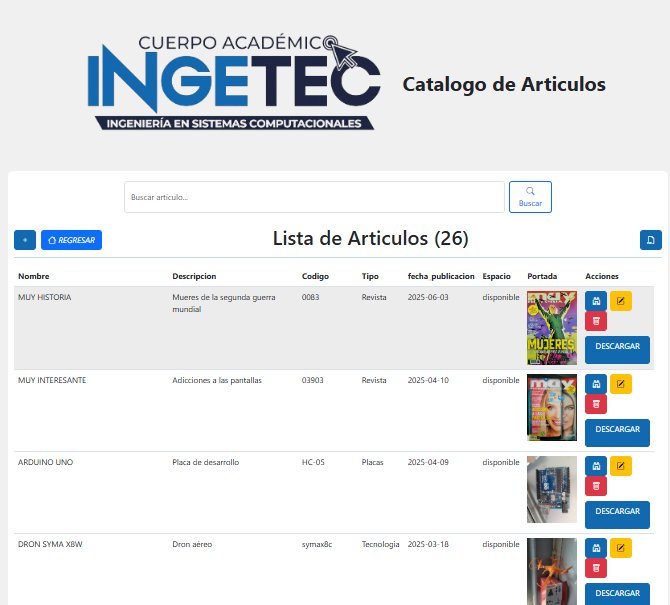 CUERPO ACADÉMICO
INGETEC
INGENIERÍA EN SISTEMAS COMPUTACIONALES
Catalogo de Articulos
Buscar artículo...
Buscar
+
REGRESAR
Lista de Articulos (26)
Nombre Descripcion Codigo Tipo fecha_publicacion Espacio Portada Acciones
MUY HISTORIA Mueres de la segunda guerra mundial 0083 Revista 2025-06-03 disponible
MUJERES
DESCARGAR
MUY INTERESANTE Adicciones a las pantallas 03903 Revista 2025-04-10 disponible
DESCARGAR
ARDUINO UNO Placa de desarrollo HC-05 Placas 2025-04-09 disponible
DESCARGAR
DRON SYMA X8W Dron aéreo symax8c Tecnologia 2025-03-18 disponible
DESCARGAR